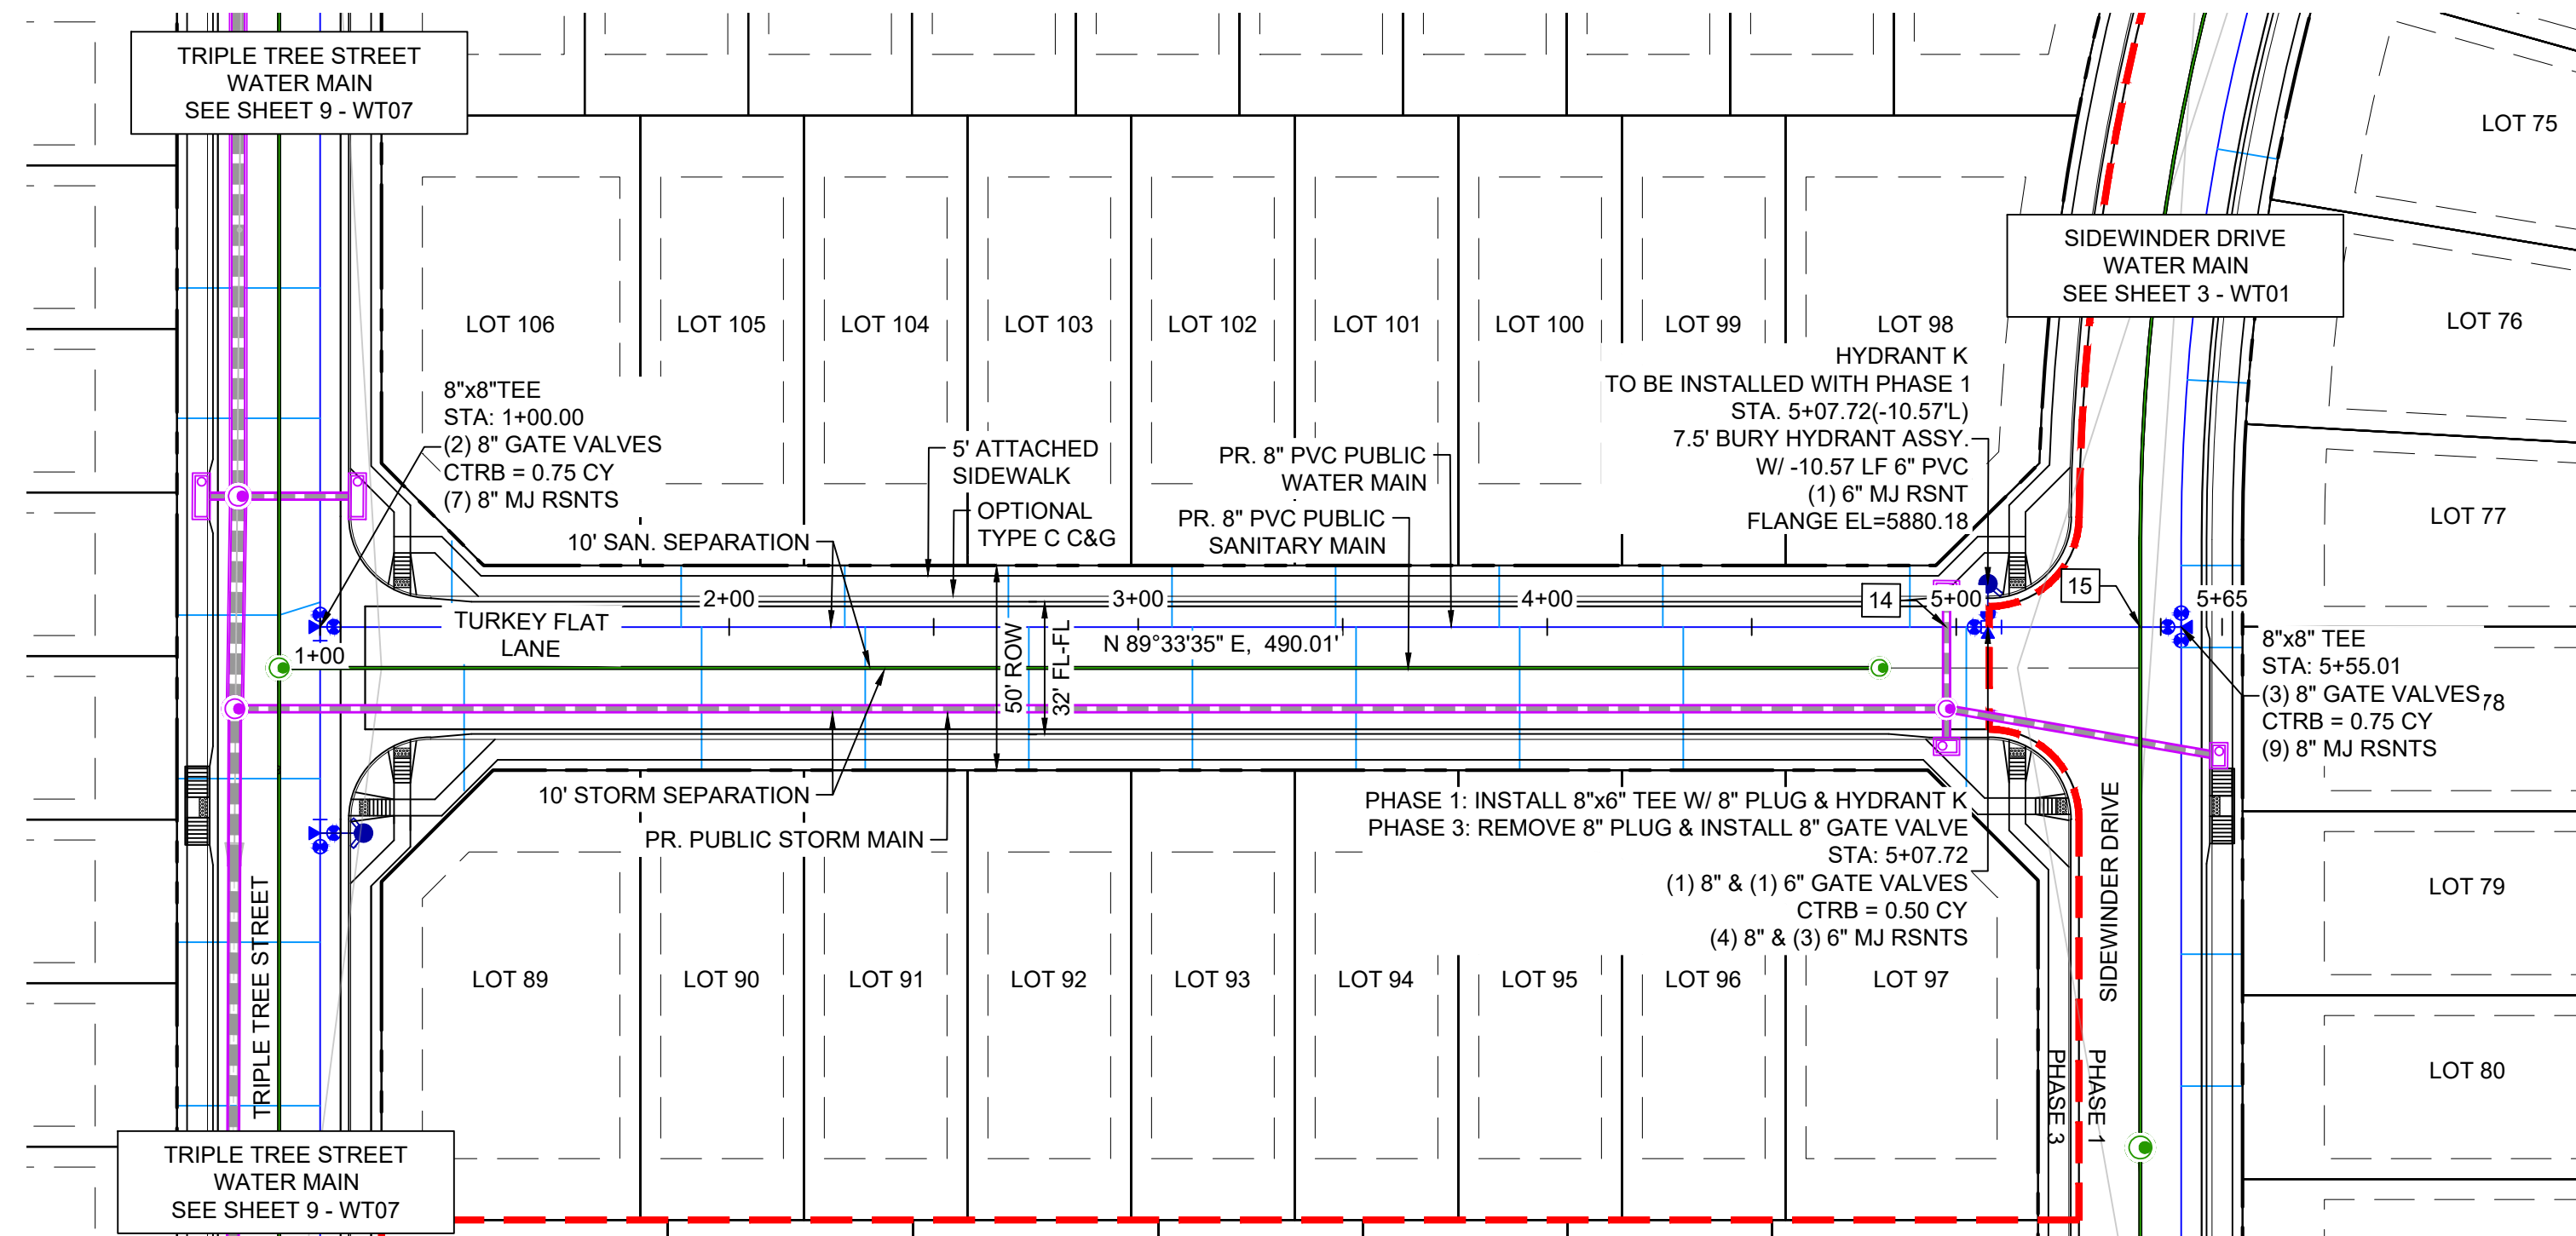 TRIPLE TREE STREET
WATER MAIN
SEE SHEET 9 - WT07
LOT 75
SIDEWINDER DRIVE
WATER MAIN
SEE SHEET 3 - WT01
LOT 76
LOT 106
LOT 105
LOT 104
LOT 103
LOT 102
LOT 101
LOT 100
LOT 99
LOT 98
HYDRANT K
TO BE INSTALLED WITH PHASE 1
STA. 5+07.72(-10.57'L)
7.5' BURY HYDRANT ASSY.
W/ -10.57 LF 6" PVC
(1) 6" MJ RSNT
FLANGE EL=5880.18
8"x8"TEE
STA: 1+00.00
(2) 8" GATE VALVES
CTRB = 0.75 CY
(7) 8" MJ RSNTS
5' ATTACHED
SIDEWALK
OPTIONAL
TYPE C C&G
PR. 8" PVC PUBLIC
WATER MAIN
PR. 8" PVC PUBLIC
SANITARY MAIN
10' SAN. SEPARATION
LOT 77
2+00
3+00
4+00
14
5+00
15
5+65
TURKEY FLAT
LANE
1+00
N 89°33'35" E, 490.01'
50' ROW
32' FL-FL
8"x8" TEE
STA: 5+55.01
(3) 8" GATE VALVES
CTRB = 0.75 CY
(9) 8" MJ RSNTS
78
10' STORM SEPARATION
PR. PUBLIC STORM MAIN
PHASE 1: INSTALL 8"x6" TEE W/ 8" PLUG & HYDRANT K
PHASE 3: REMOVE 8" PLUG & INSTALL 8" GATE VALVE
STA: 5+07.72
(1) 8" & (1) 6" GATE VALVES
CTRB = 0.50 CY
(4) 8" & (3) 6" MJ RSNTS
TRIPLE TREE STREET
SIDEWINDER DRIVE
LOT 79
LOT 89
LOT 90
LOT 91
LOT 92
LOT 93
LOT 94
LOT 95
LOT 96
LOT 97
PHASE 3
PHASE 1
LOT 80
TRIPLE TREE STREET
WATER MAIN
SEE SHEET 9 - WT07